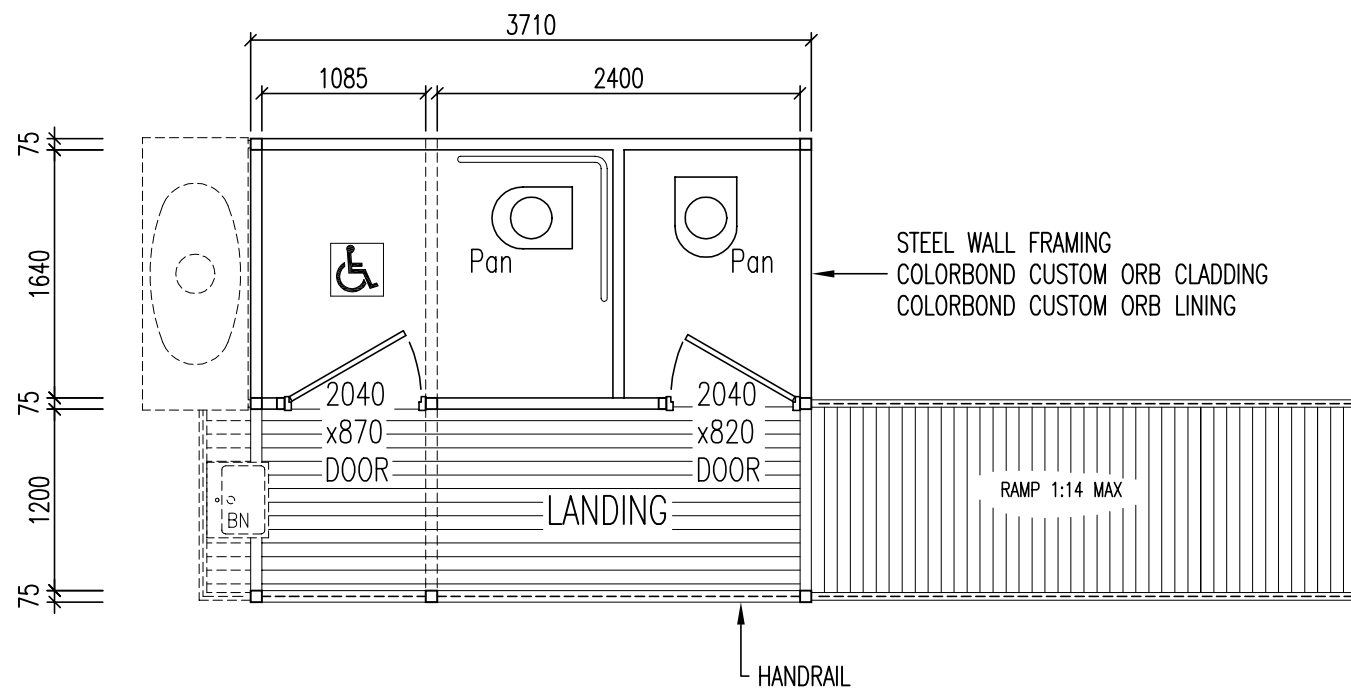 3710
1085
2400
75
1640
75
1200
75
Pan
Pan
STEEL WALL FRAMING
COLORBOND CUSTOM ORB CLADDING
COLORBOND CUSTOM ORB LINING
2040
x870
DOOR
2040
x820
DOOR
BN
LANDING
RAMP 1:14 MAX
HANDRAIL